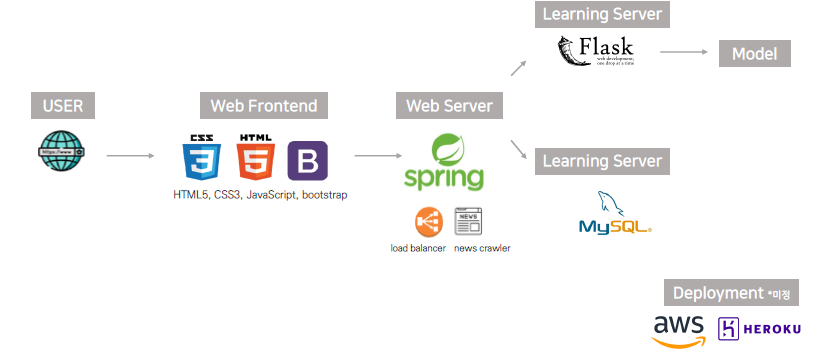 Learning Server
Flask
web development,
one drop at a time
Model
USER
Web Frontend
Web Server
https://www.
CSS
3
HTML
5
B
spring
HTML5, CSS3, JavaScript, bootstrap
Learning Server
MySQL®
NEWS
load balancer
news crawler
Deployment *미정
aws
HEROKU